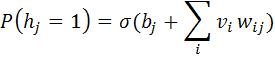 P(h_j = 1) = σ(b_j + ∑_i v_i w_ij)